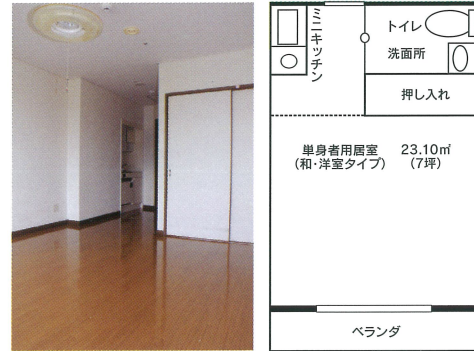 ミニキッチン
トイレ
洗面所
押し入れ
単身者用居室 23.10㎡
(和・洋室タイプ) (7坪)
ベランダ